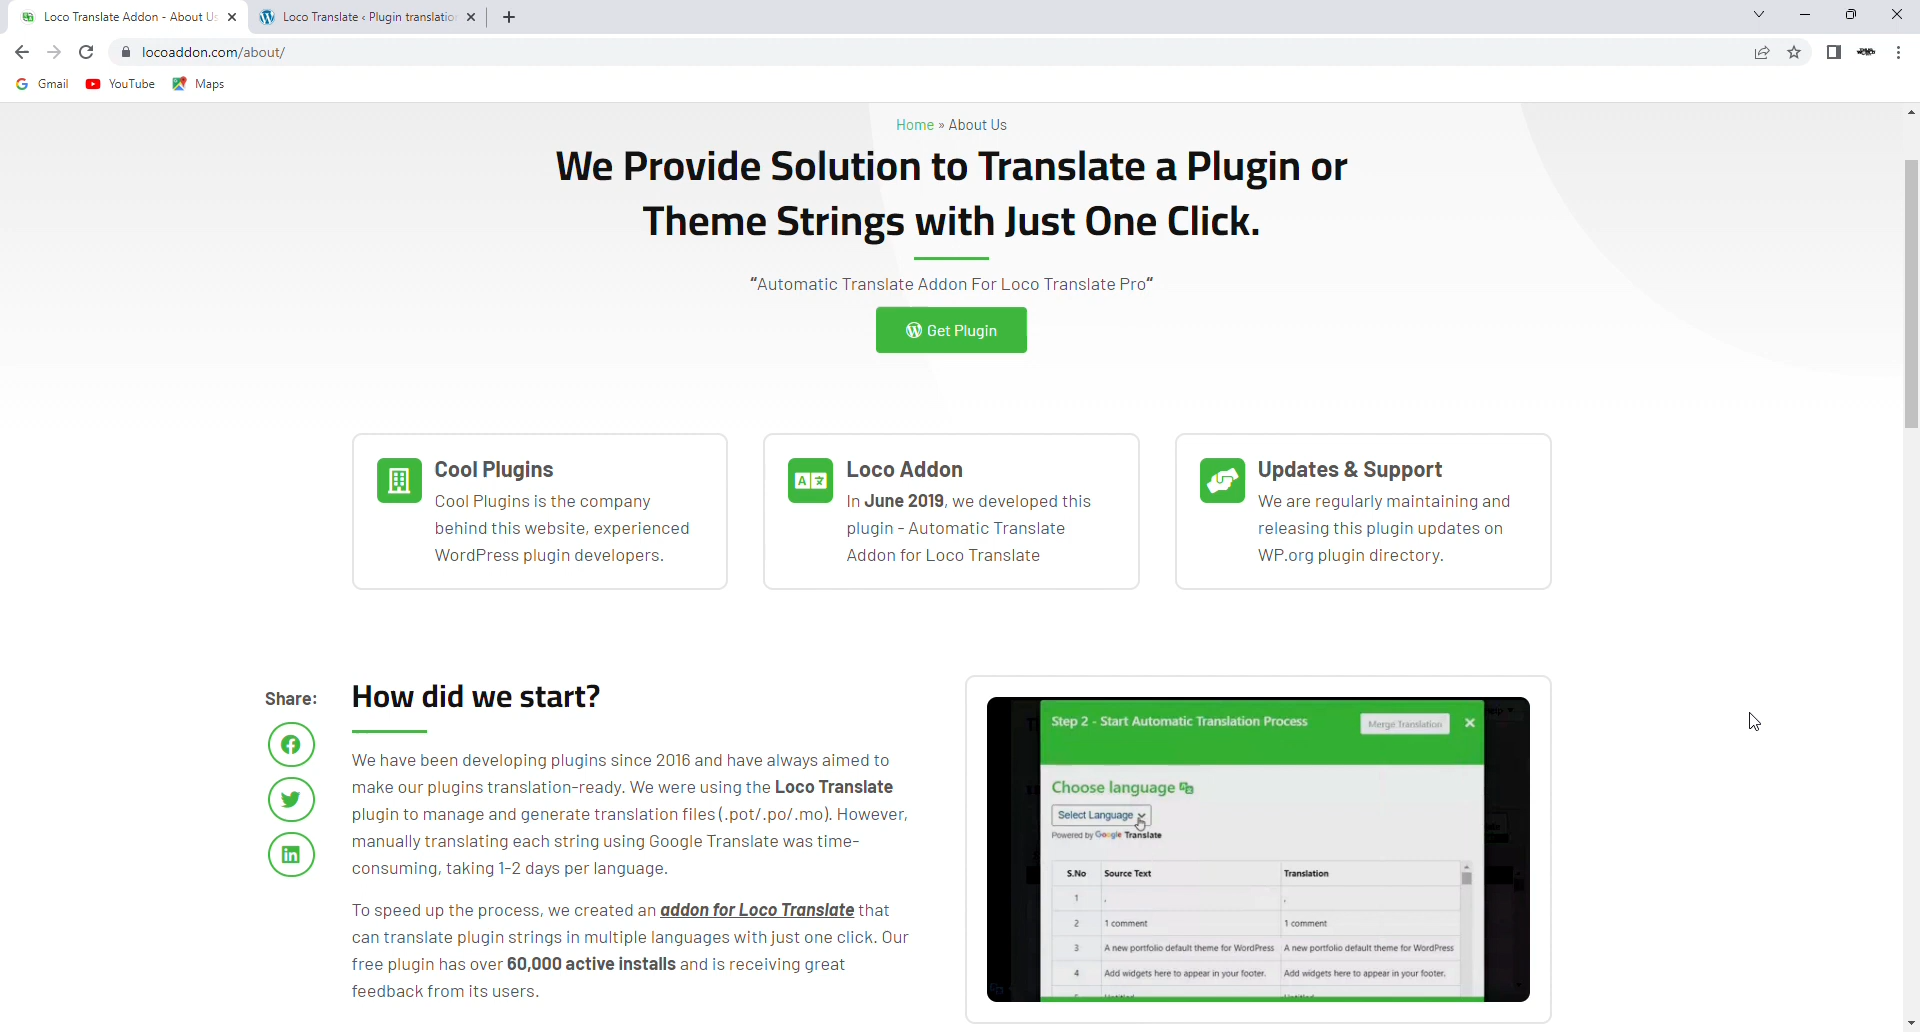 Loco Translate Addon - About Us
Loco Translate ‹ Plugin translation
locoaddon.com/about/
Gmail
YouTube
Maps
Home » About Us
We Provide Solution to Translate a Plugin or
Theme Strings with Just One Click.
“Automatic Translate Addon For Loco Translate Pro“
Get Plugin
Cool Plugins
Cool Plugins is the company
behind this website, experienced
WordPress plugin developers.
Loco Addon
In June 2019, we developed this
plugin - Automatic Translate
Addon for Loco Translate
Updates & Support
We are regularly maintaining and
releasing this plugin updates on
WP.org plugin directory.
Share:
How did we start?
We have been developing plugins since 2016 and have always aimed to
make our plugins translation-ready. We were using the Loco Translate
plugin to manage and generate translation files (.pot/.po/.mo). However,
manually translating each string using Google Translate was time-
consuming, taking 1-2 days per language.
To speed up the process, we created an addon for Loco Translate that
can translate plugin strings in multiple languages with just one click. Our
free plugin has over 60,000 active installs and is receiving great
feedback from its users.
Step 2 - Start Automatic Translation Process
Merge Translation
Choose language
Select Language
Powered by Google Translate
S.No Source Text Translation
1 , ,
2 1 comment 1 comment
3 A new portfolio default theme for WordPress A new portfolio default theme for WordPress
4 Add widgets here to appear in your footer. Add widgets here to appear in your footer.